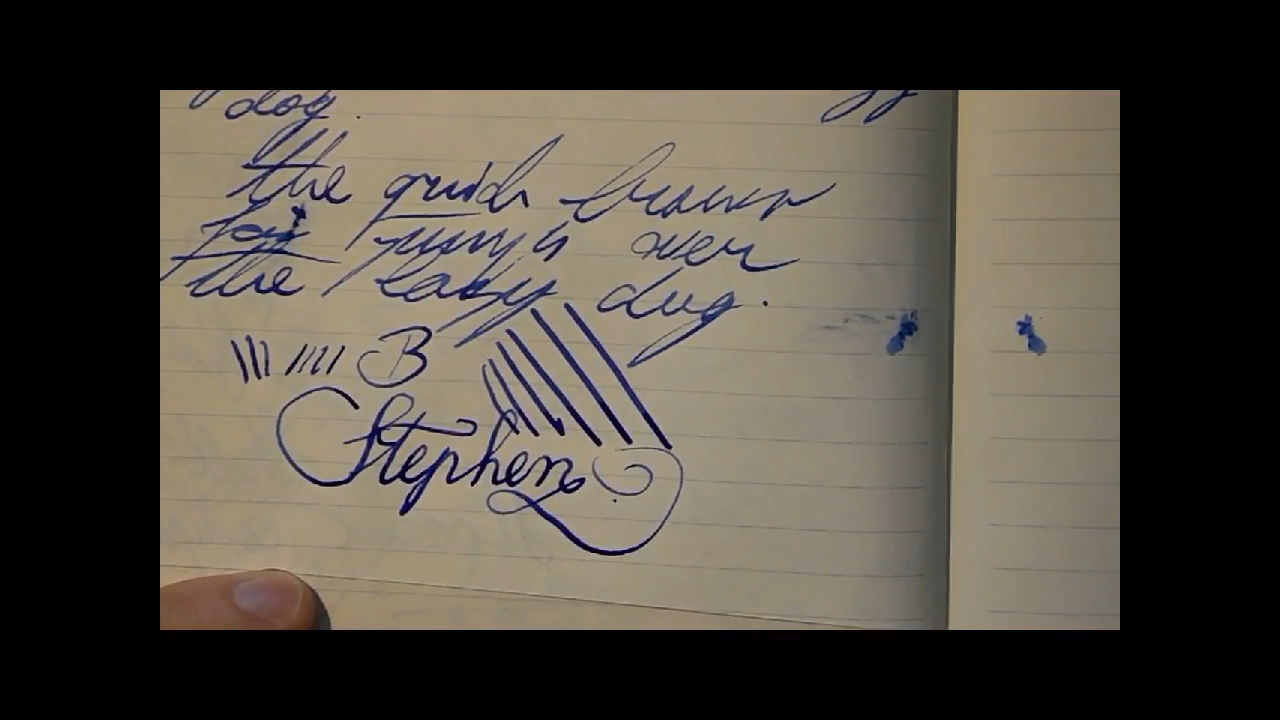 dog.
the quick brown
fox jumps over
the lazy dog.
B
Stephen